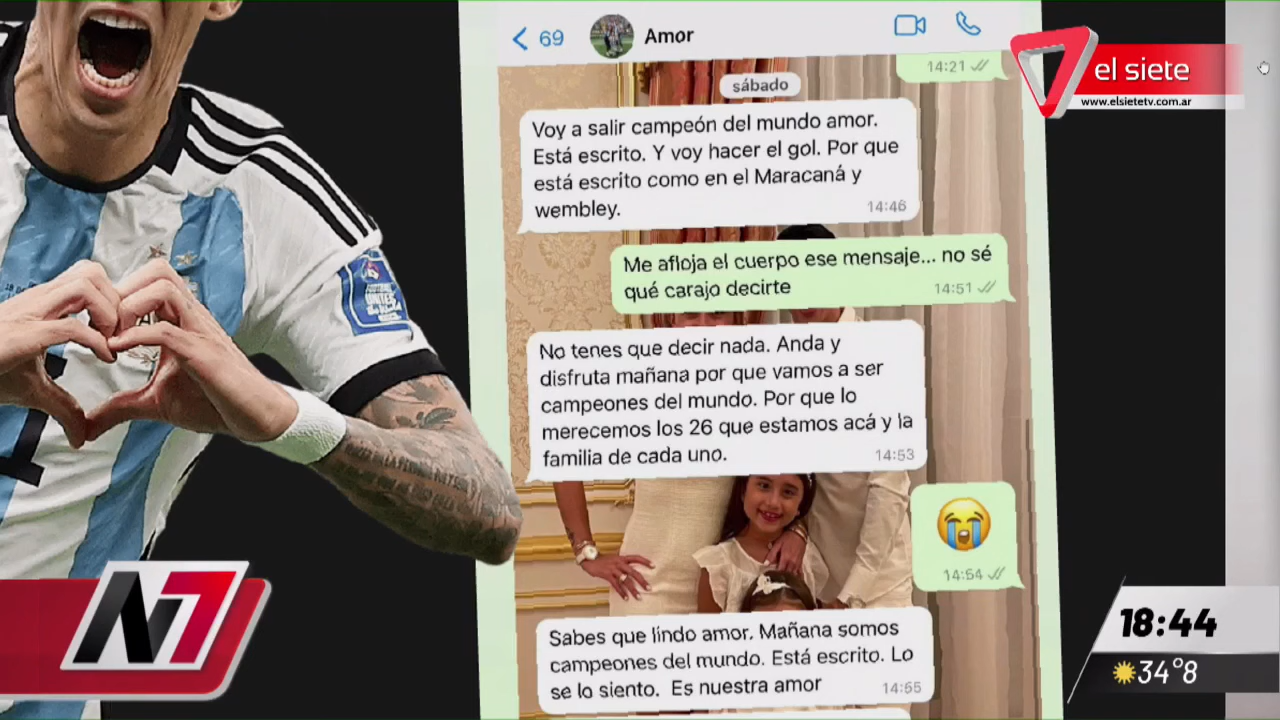 69
Amor
14:21
el siete
www.elsietetv.com.ar
sábado
Voy a salir campeón del mundo amor.
Está escrito. Y voy hacer el gol. Por que
está escrito como en el Maracaná y
wembley.
14:46
Me afloja el cuerpo ese mensaje... no sé
qué carajo decirte
14:51
No tenes que decir nada. Anda y
disfruta mañana por que vamos a ser
campeones del mundo. Por que lo
merecemos los 26 que estamos acá y la
familia de cada uno.
14:53
14:54
Sabes que lindo amor. Mañana somos
campeones del mundo. Está escrito. Lo
se lo siento. Es nuestra amor
14:55
N7
18:44
34°8